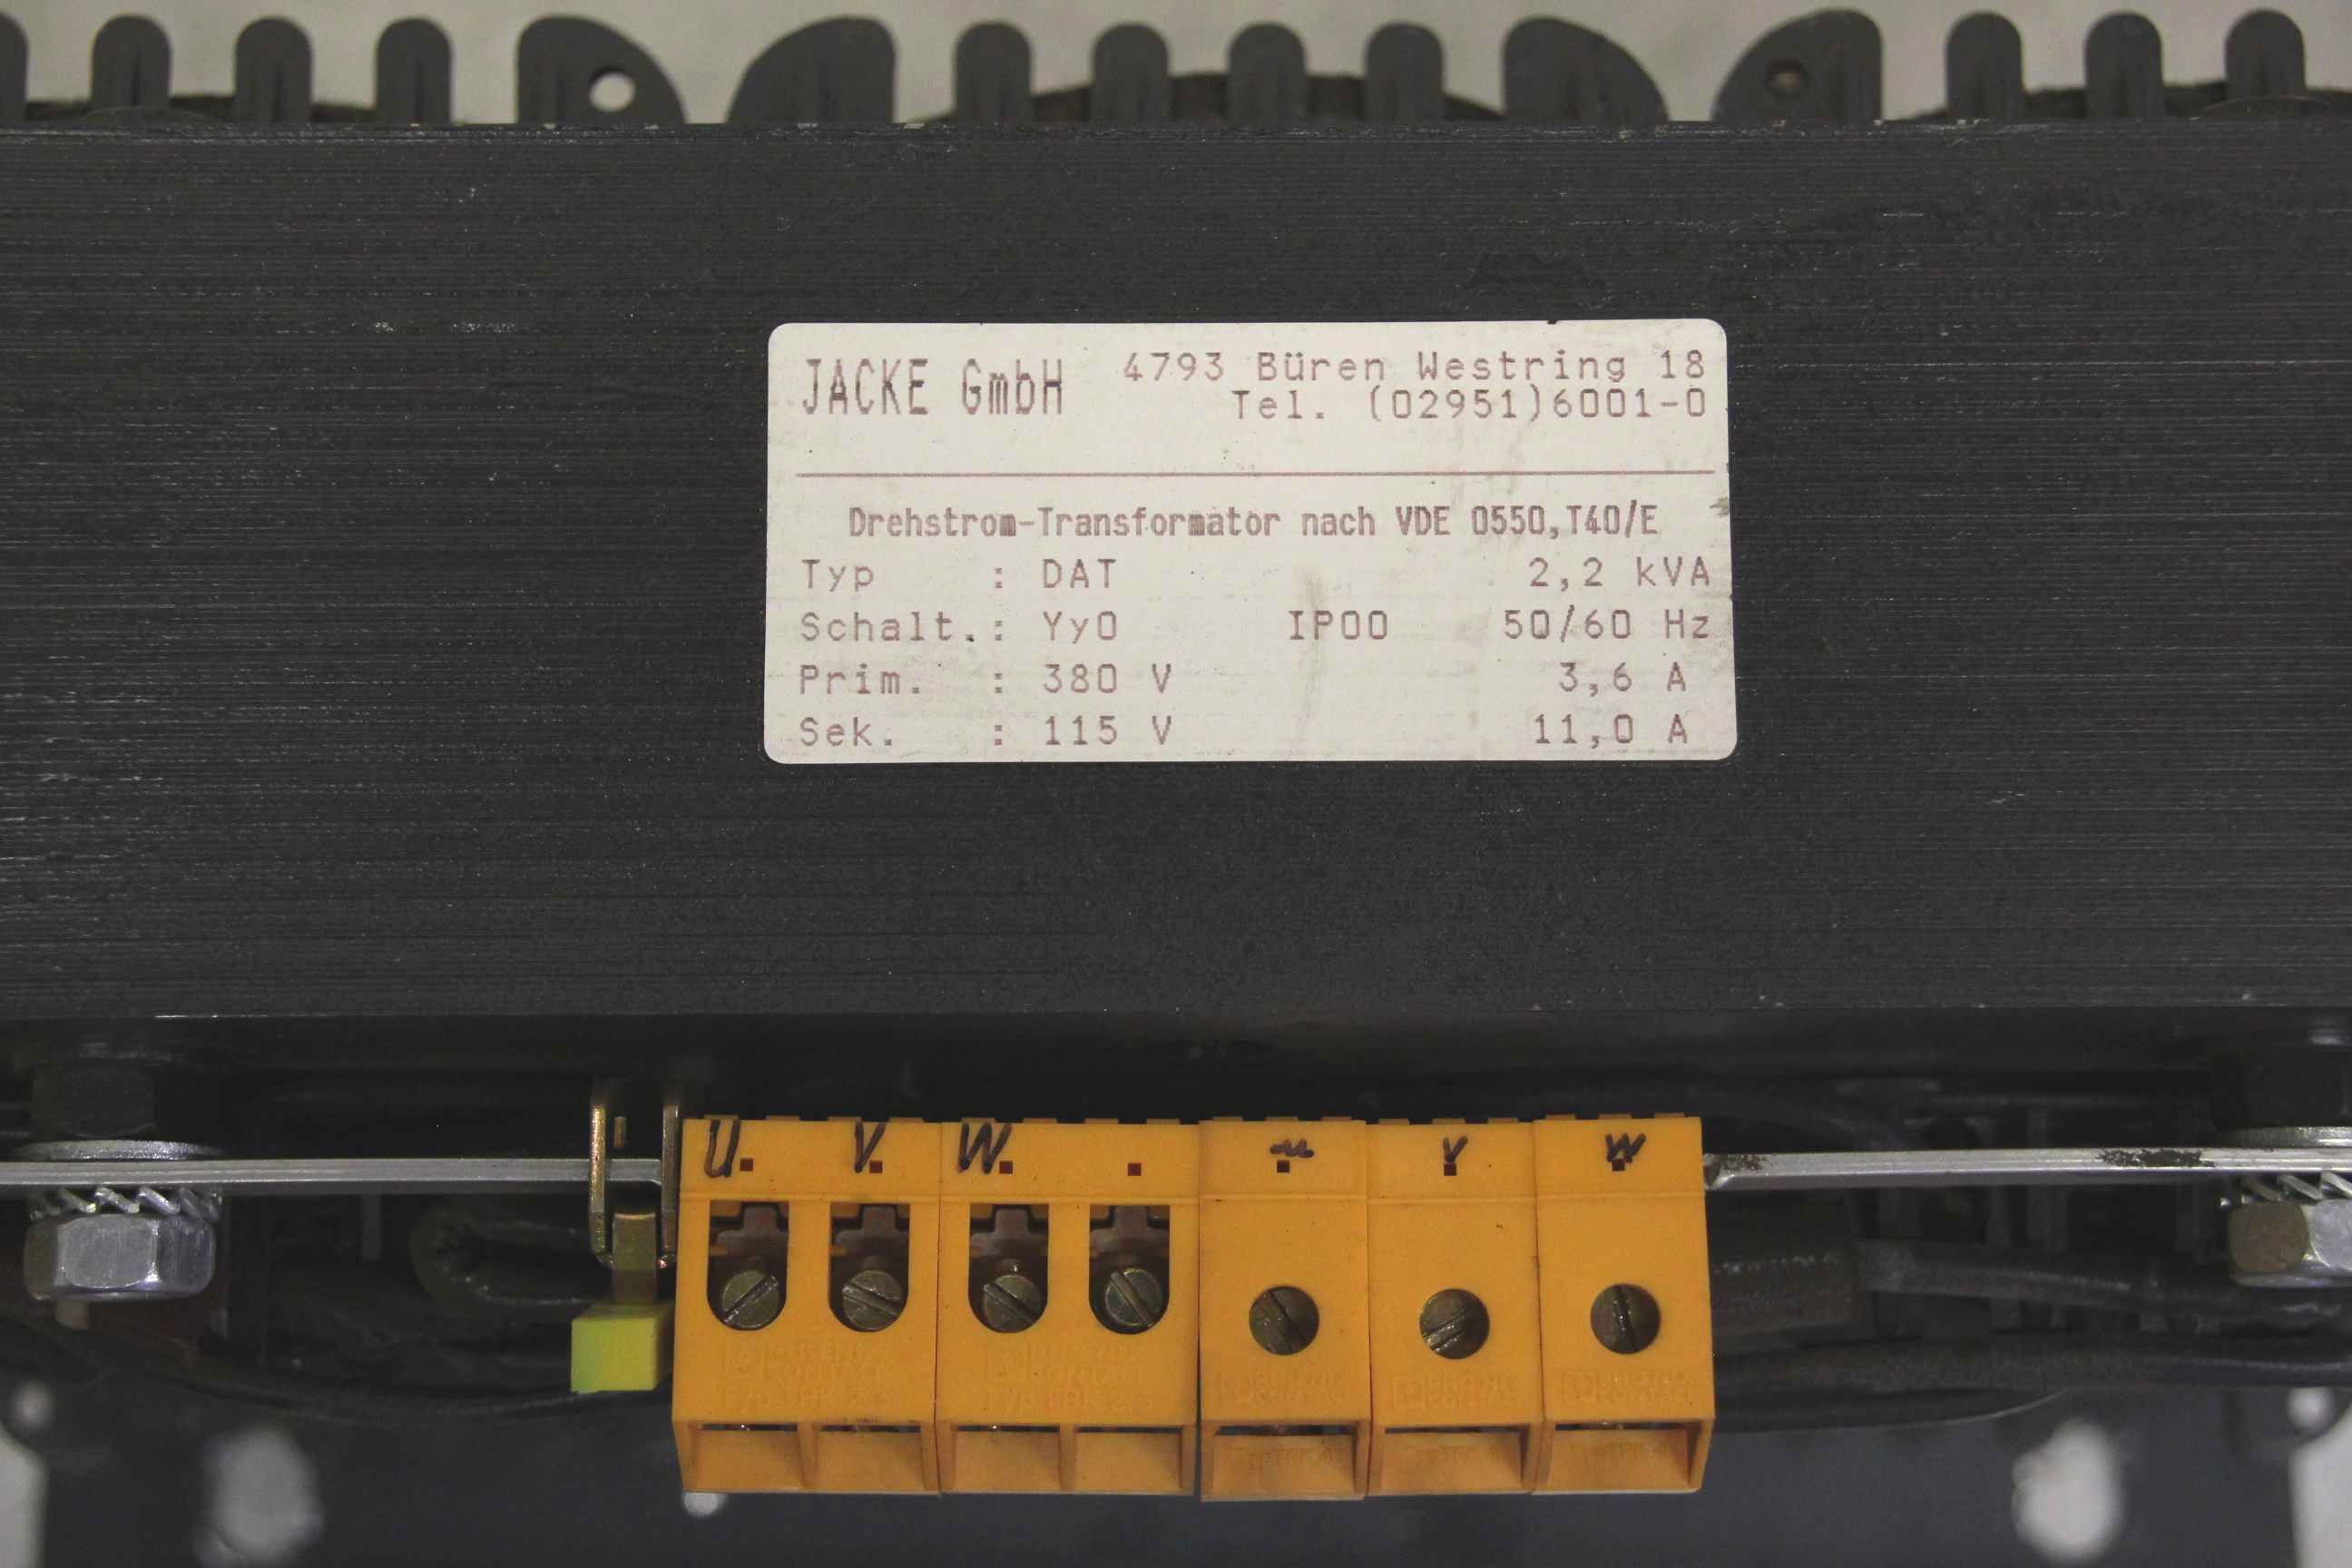 JACKE GmbH 4793 Büren Westring 18
Tel. (02951)6001-0
Drehstrom-Transformator nach VDE 0550,T40/E
Typ : DAT 2,2 kVA
Schalt.: Yy0 IP00 50/60 Hz
Prim. : 380 V 3,6 A
Sek. : 115 V 11,0 A
U. V. W. . u v w